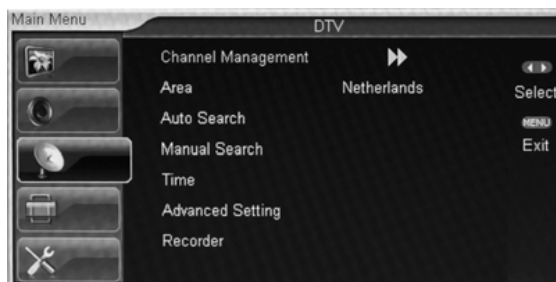 Main Menu
DTV
Channel Management
Area Netherlands
Auto Search
Manual Search
Time
Advanced Setting
Recorder
Select
MENU
Exit